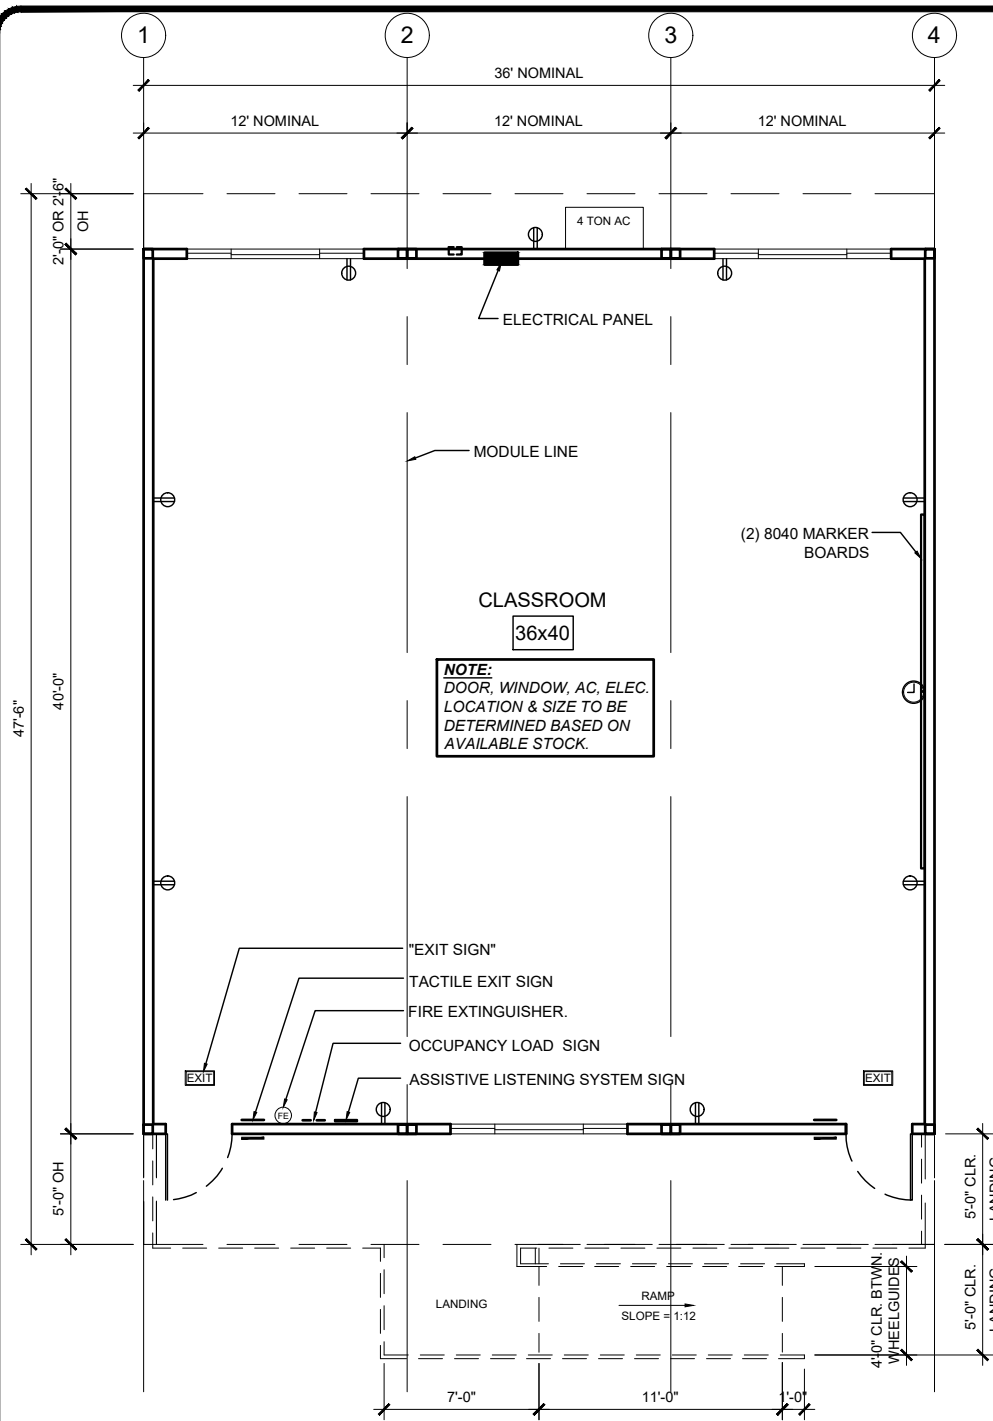 1 2 3 4
36' NOMINAL
12' NOMINAL 12' NOMINAL 12' NOMINAL
2'-0" OR 2'-6"
OH
4 TON AC
ELECTRICAL PANEL
MODULE LINE
(2) 8040 MARKER
BOARDS
CLASSROOM
36x40
NOTE:
DOOR, WINDOW, AC, ELEC.
LOCATION & SIZE TO BE
DETERMINED BASED ON
AVAILABLE STOCK.
47'-6"
40'-0"
"EXIT SIGN"
TACTILE EXIT SIGN
FIRE EXTINGUISHER.
OCCUPANCY LOAD SIGN
ASSISTIVE LISTENING SYSTEM SIGN
EXIT
EXIT
FE
5'-0" OH
5'-0" CLR.
LANDING
LANDING
RAMP
SLOPE = 1:12
4'-0" CLR. BTWN.
WHEELGUIDES
5'-0" CLR.
LANDING
7'-0" 11'-0" 1'-0"